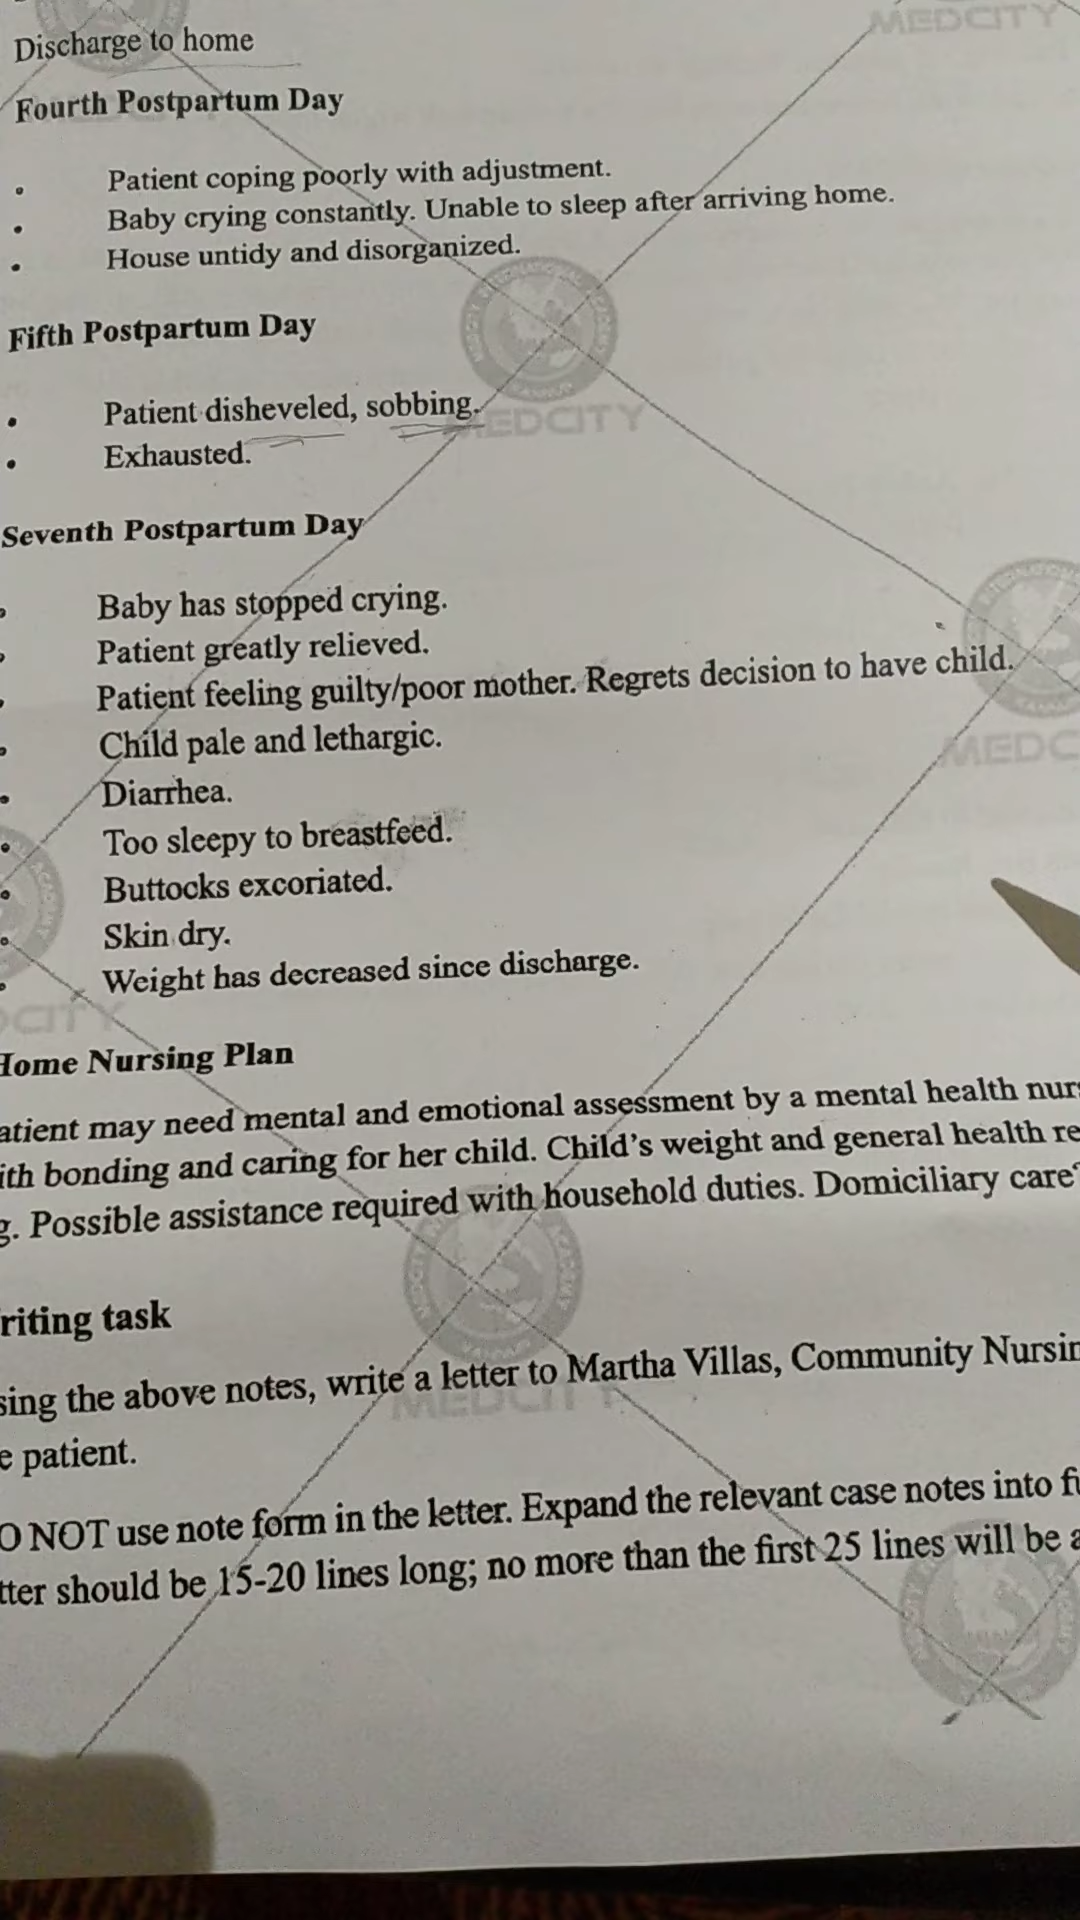 MEDCITY
Discharge to home
Fourth Postpartum Day
Patient coping poorly with adjustment.
Baby crying constantly. Unable to sleep after arriving home.
House untidy and disorganized.
Fifth Postpartum Day
MEDCITY
Patient disheveled, sobbing.
Exhausted.
Seventh Postpartum Day
Baby has stopped crying.
Patient greatly relieved.
Patient feeling guilty/poor mother. Regrets decision to have child.
Child pale and lethargic.
MEDC
Diarrhea.
Too sleepy to breastfeed.
Buttocks excoriated.
Skin dry.
Weight has decreased since discharge.
CITY
Home Nursing Plan
atient may need mental and emotional assessment by a mental health nurs
ith bonding and caring for her child. Child's weight and general health re
g. Possible assistance required with household duties. Domiciliary care?
riting task
sing the above notes, write a letter to Martha Villas, Community Nursin
MEDCITY
e patient.
O NOT use note form in the letter. Expand the relevant case notes into fu
tter should be 15-20 lines long; no more than the first 25 lines will be a